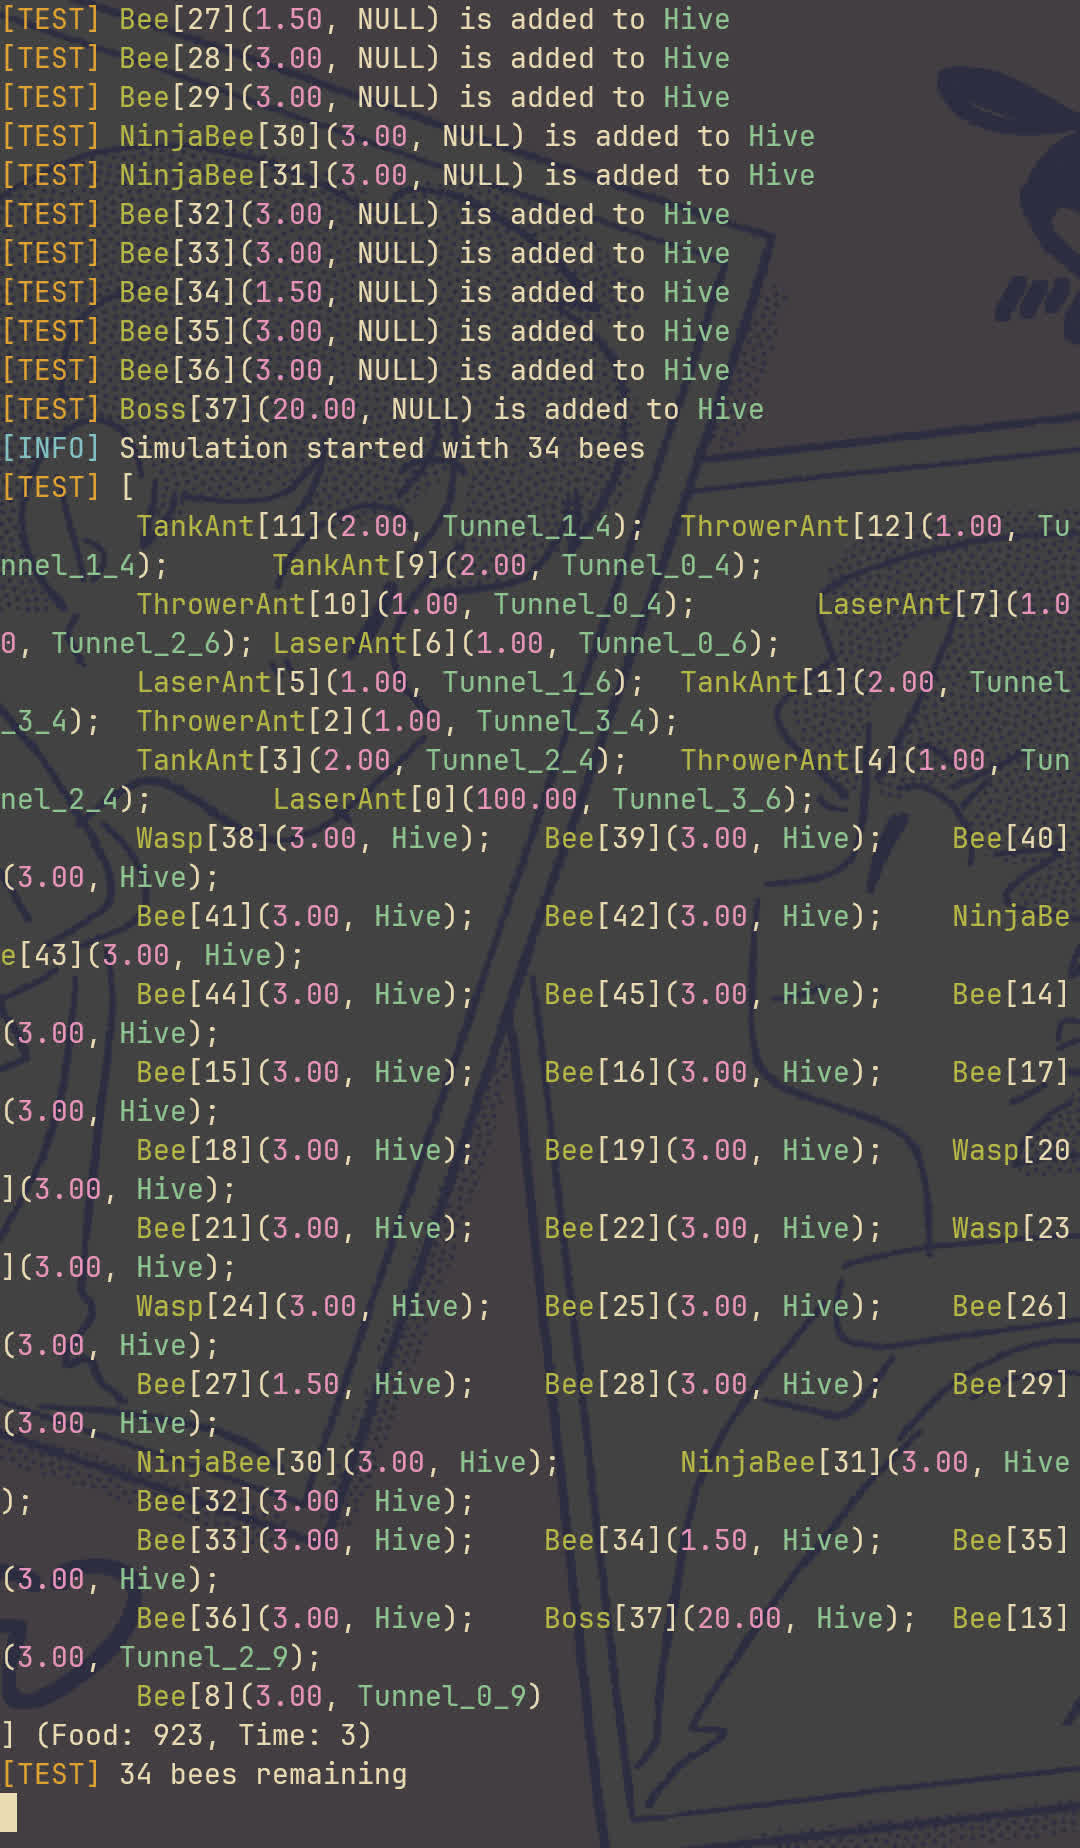 [TEST] Bee[27](1.50, NULL) is added to Hive
[TEST] Bee[28](3.00, NULL) is added to Hive
[TEST] Bee[29](3.00, NULL) is added to Hive
[TEST] NinjaBee[30](3.00, NULL) is added to Hive
[TEST] NinjaBee[31](3.00, NULL) is added to Hive
[TEST] Bee[32](3.00, NULL) is added to Hive
[TEST] Bee[33](3.00, NULL) is added to Hive
[TEST] Bee[34](1.50, NULL) is added to Hive
[TEST] Bee[35](3.00, NULL) is added to Hive
[TEST] Bee[36](3.00, NULL) is added to Hive
[TEST] Boss[37](20.00, NULL) is added to Hive
[INFO] Simulation started with 34 bees
[TEST] [
TankAnt[11](2.00, Tunnel_1_4); ThrowerAnt[12](1.00, Tu
nnel_1_4); TankAnt[9](2.00, Tunnel_0_4);
ThrowerAnt[10](1.00, Tunnel_0_4); LaserAnt[7](1.0
0, Tunnel_2_6); LaserAnt[6](1.00, Tunnel_0_6);
LaserAnt[5](1.00, Tunnel_1_6); TankAnt[1](2.00, Tunnel
_3_4); ThrowerAnt[2](1.00, Tunnel_3_4);
TankAnt[3](2.00, Tunnel_2_4); ThrowerAnt[4](1.00, Tun
nel_2_4); LaserAnt[0](100.00, Tunnel_3_6);
Wasp[38](3.00, Hive); Bee[39](3.00, Hive); Bee[40]
(3.00, Hive);
Bee[41](3.00, Hive); Bee[42](3.00, Hive); NinjaBe
e[43](3.00, Hive);
Bee[44](3.00, Hive); Bee[45](3.00, Hive); Bee[14]
(3.00, Hive);
Bee[15](3.00, Hive); Bee[16](3.00, Hive); Bee[17]
(3.00, Hive);
Bee[18](3.00, Hive); Bee[19](3.00, Hive); Wasp[20
](3.00, Hive);
Bee[21](3.00, Hive); Bee[22](3.00, Hive); Wasp[23
](3.00, Hive);
Wasp[24](3.00, Hive); Bee[25](3.00, Hive); Bee[26]
(3.00, Hive);
Bee[27](1.50, Hive); Bee[28](3.00, Hive); Bee[29]
(3.00, Hive);
NinjaBee[30](3.00, Hive); NinjaBee[31](3.00, Hive
); Bee[32](3.00, Hive);
Bee[33](3.00, Hive); Bee[34](1.50, Hive); Bee[35]
(3.00, Hive);
Bee[36](3.00, Hive); Boss[37](20.00, Hive); Bee[13]
(3.00, Tunnel_2_9);
Bee[8](3.00, Tunnel_0_9)
] (Food: 923, Time: 3)
[TEST] 34 bees remaining